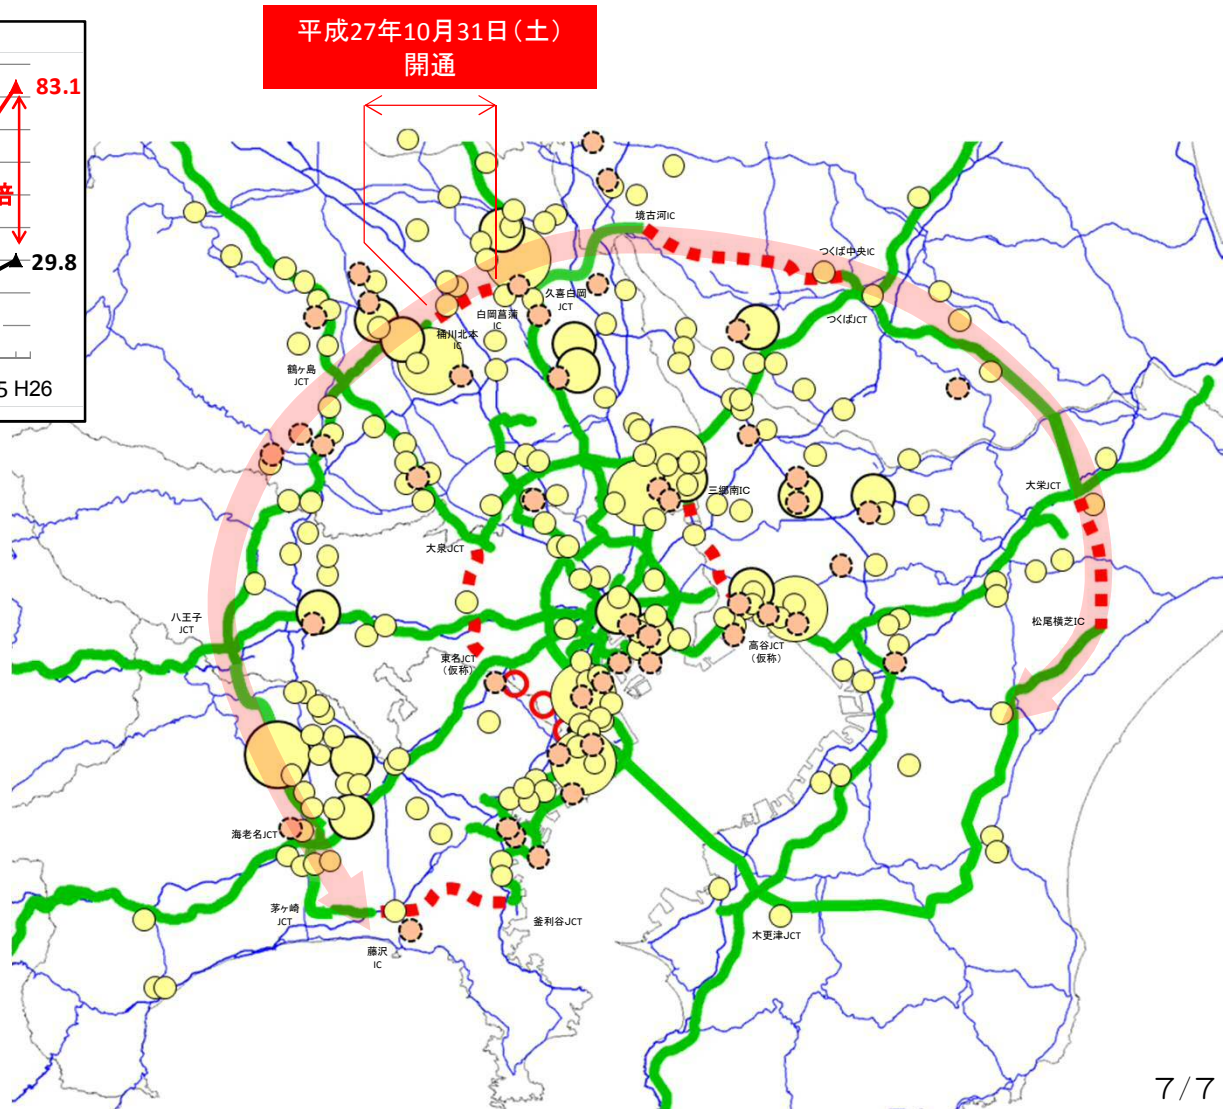 平成27年10月31日(土)
開通
83.1
倍
29.8
5 H26
境古河IC
つくば中央IC
久喜白岡
JCT
白岡菖蒲
IC
つくばJCT
桶川北本
IC
鶴ヶ島
JCT
大栄JCT
三郷南IC
大泉JCT
八王子
JCT
松尾横芝IC
東名JCT
(仮称)
高谷JCT
(仮称)
海老名JCT
茅ヶ崎
JCT
釜利谷JCT
木更津JCT
藤沢
IC
7/7